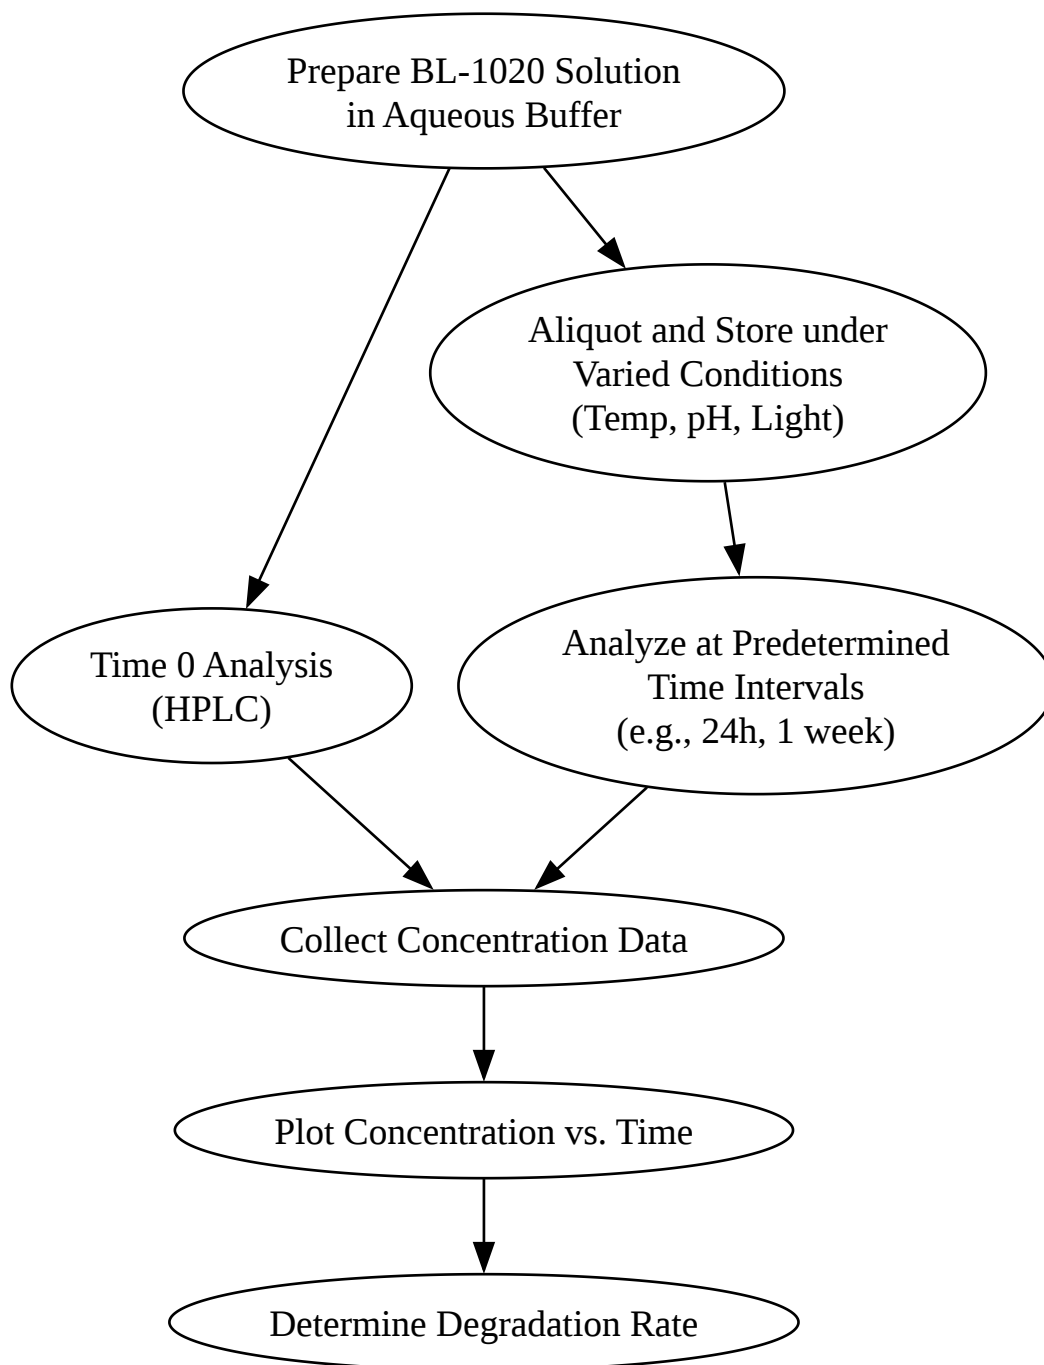 Prepare BL-1020 Solution
in Aqueous Buffer
Aliquot and Store under
Varied Conditions
(Temp, pH, Light)
Time 0 Analysis
(HPLC)
Analyze at Predetermined
Time Intervals
(e.g., 24h, 1 week)
Collect Concentration Data
Plot Concentration vs. Time
Determine Degradation Rate